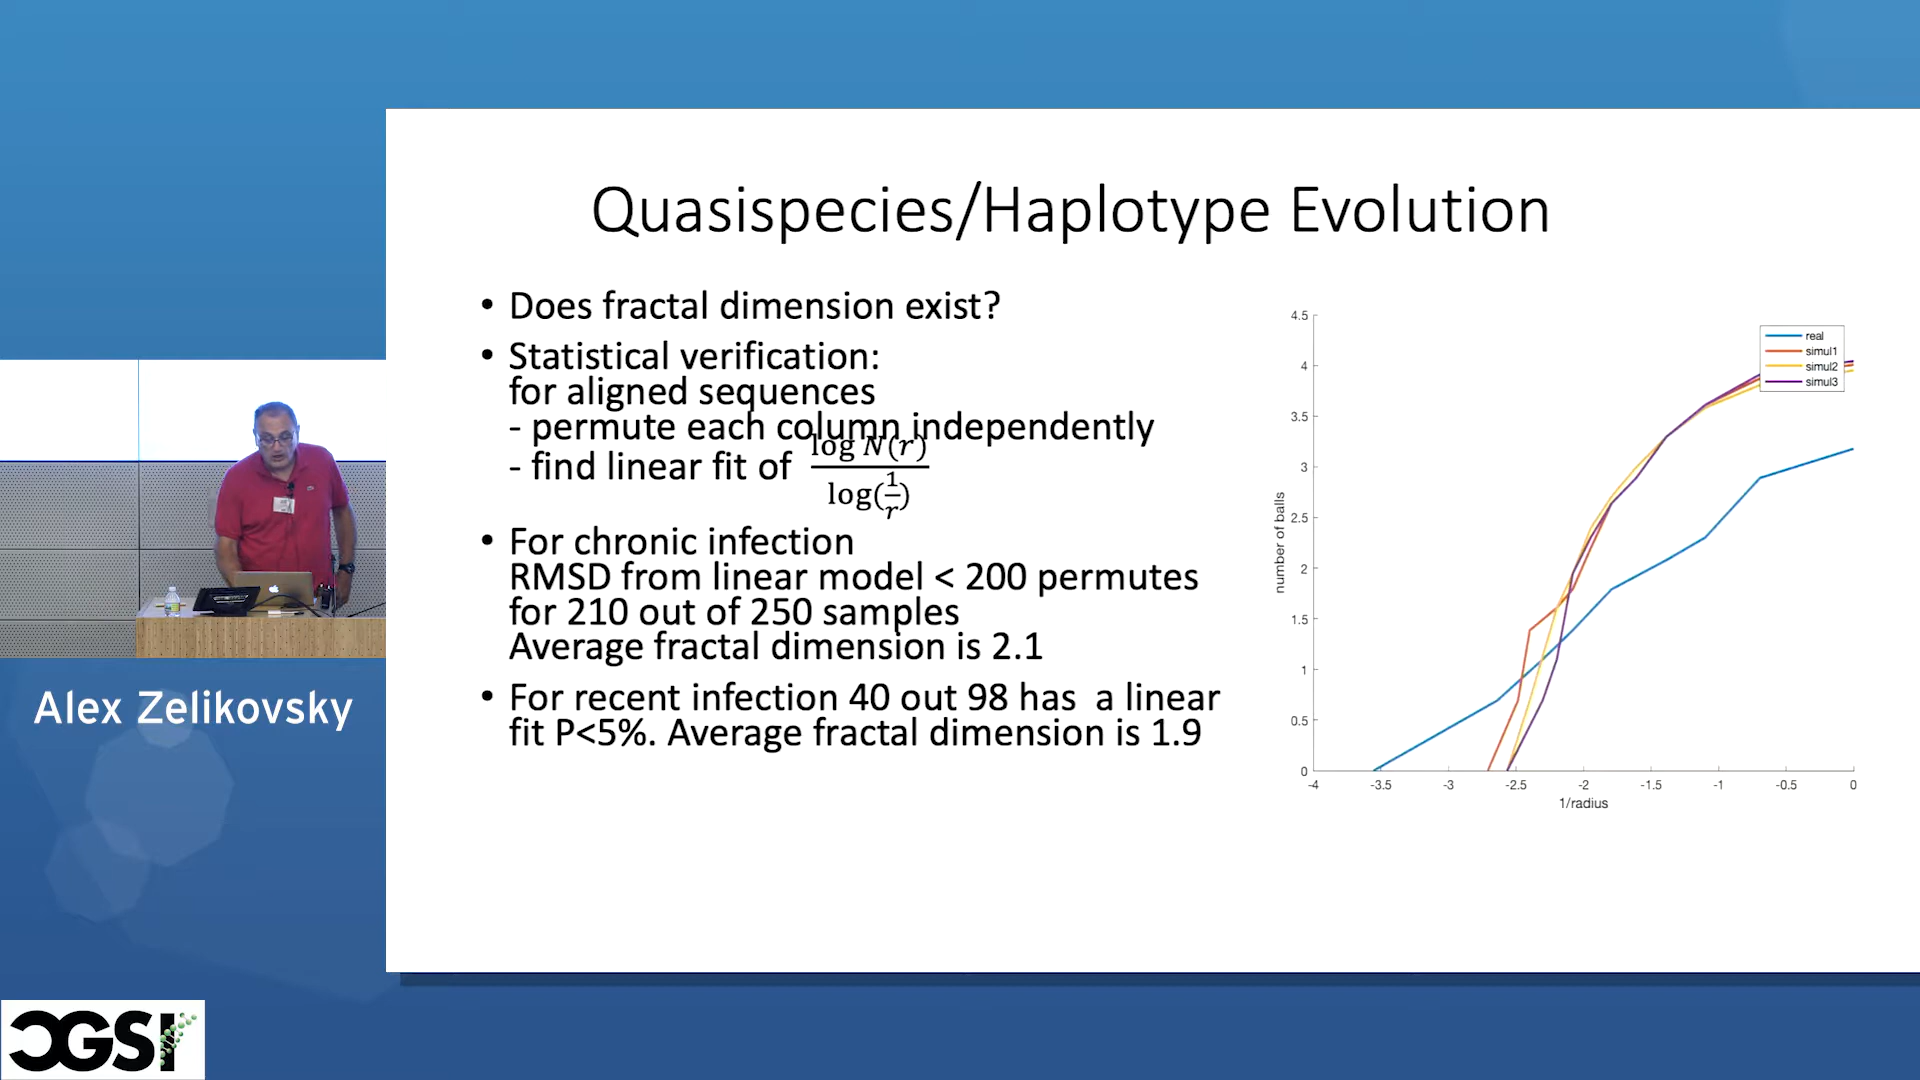 Quasispecies/Haplotype Evolution
• Does fractal dimension exist?
• Statistical verification:
for aligned sequences
- permute each column independently
- find linear fit of log N(r) / log(1/r)
• For chronic infection
RMSD from linear model < 200 permutes
for 210 out of 250 samples
Average fractal dimension is 2.1
• For recent infection 40 out 98 has a linear
fit P<5%. Average fractal dimension is 1.9
4.5
4
3.5
3
2.5
2
1.5
1
0.5
0
number of balls
real
simul1
simul2
simul3
-4 -3.5 -3 -2.5 -2 -1.5 -1 -0.5 0
1/radius
Alex Zelikovsky
CGSI